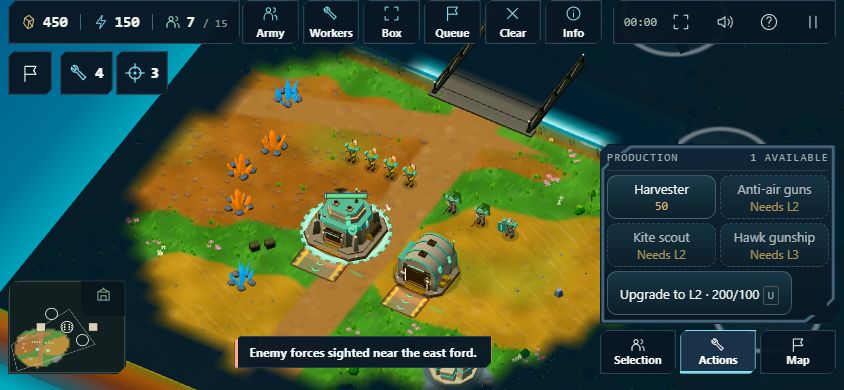 450
150
7 / 15
Army
Workers
Box
Queue
Clear
Info
00:00
4
3
PRODUCTION
1 AVAILABLE
Harvester
50
Anti-air guns
Needs L2
Kite scout
Needs L2
Hawk gunship
Needs L3
Upgrade to L2 · 200/100 U
Enemy forces sighted near the east ford.
Selection
Actions
Map